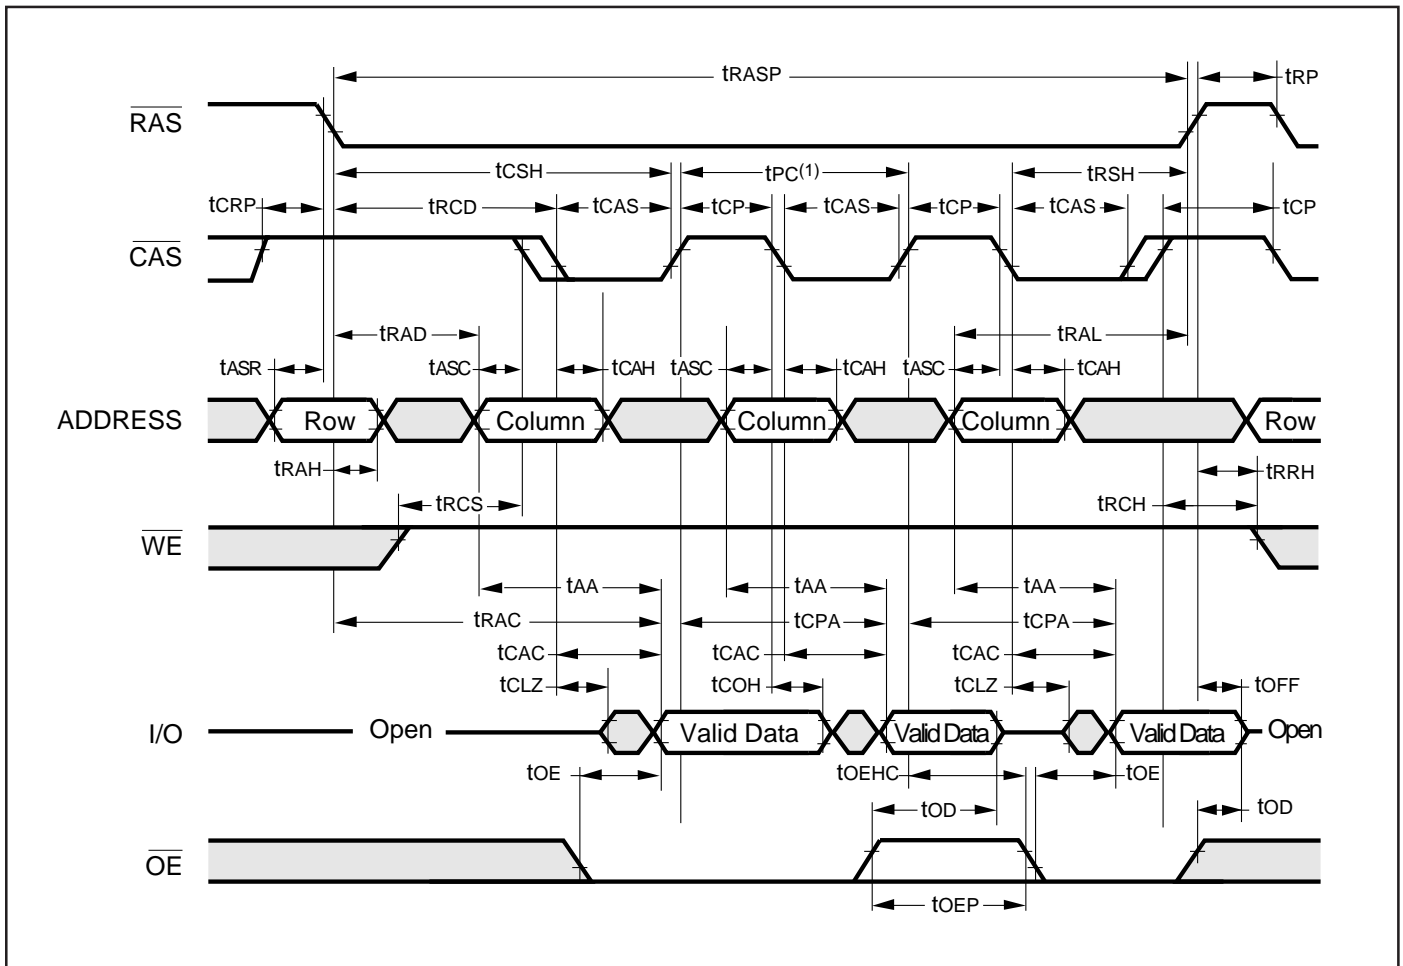 tRASP
tRP
RAS
tCSH
tPC(1)
tRSH
tCRP
tRCD
tCAS
tCP
tCAS
tCP
tCAS
tCP
CAS
tRAD
tRAL
tASR
tASC
tCAH
tASC
tCAH
tASC
tCAH
ADDRESS
Row
Column
Column
Column
Row
tRAH
tRRH
tRCS
tRCH
WE
tAA
tAA
tAA
tRAC
tCPA
tCPA
tCAC
tCAC
tCAC
tCLZ
tCOH
tCLZ
tOFF
I/O
Open
Valid Data
Valid Data
Valid Data
Open
tOE
tOEHC
tOE
tOD
tOD
OE
tOEP